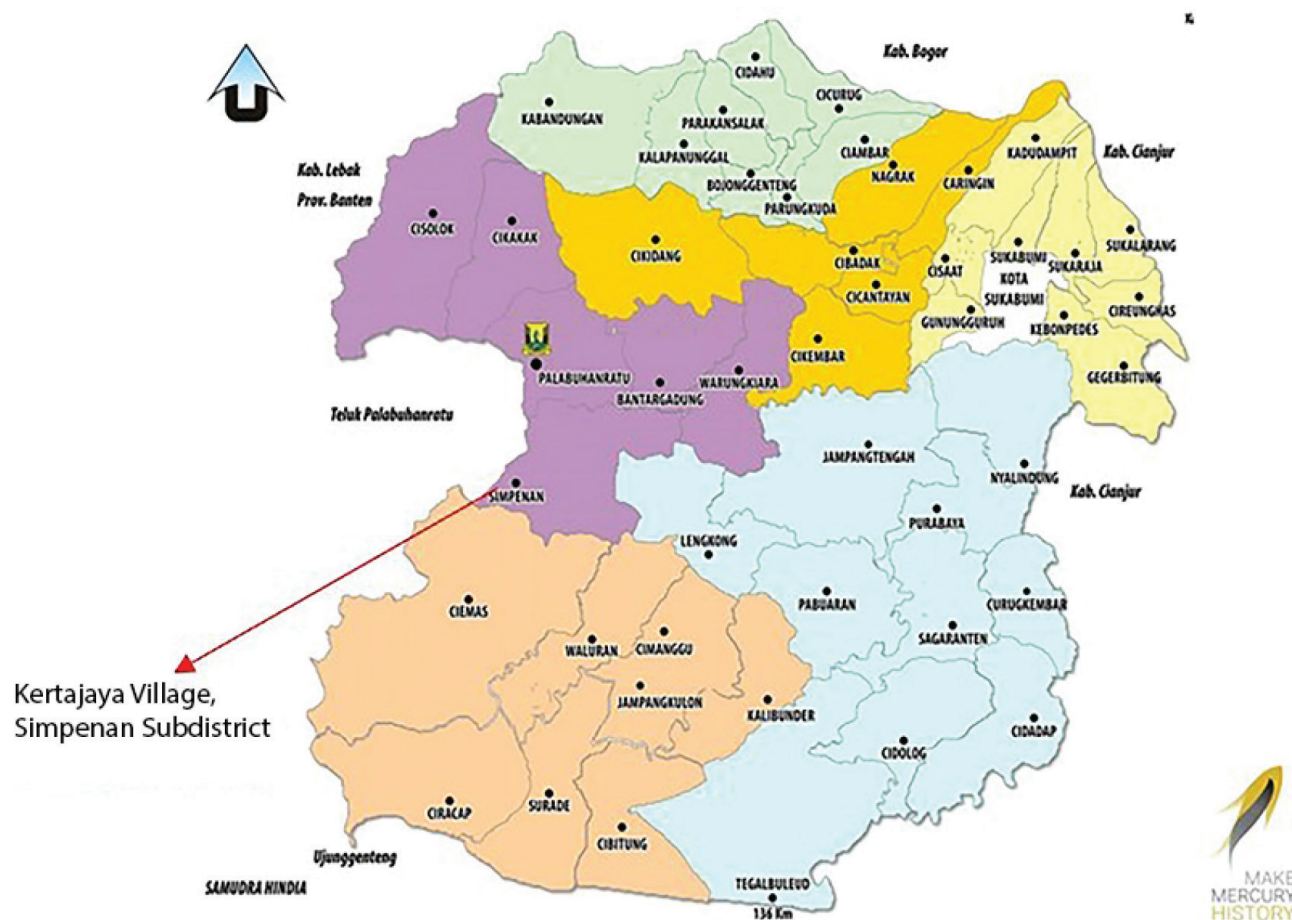 U
Kab. Bogor
CIDAHU
CICURUG
KABANDUNGAN
PARAKANSALAK
KALAPANUNGGAL
CIAMBAR
KADUDAMPIT
Kab. Cianjur
Kab. Lebak
Prov. Banten
BOJONGGENTENG
NAGRAK
CARINGIN
PARUNGKUDA
CISOLOK
CIKAKAK
CIKIDANG
CIBADAK
CISAAT
SUKABUMI
KOTA
SUKABUMI
SUKARAJA
SUKALARANG
CICANTAYAN
GUNUNGGURUH
KEBONPEDES
CIREUNGHAS
CIKEMBAR
GEGERBITUNG
PALABUHANRATU
BANTARGADUNG
WARUNGKIARA
Teluk Palabuhanratu
JAMPANGTENGAH
NYALINDUNG
Kab. Cianjur
SIMPENAN
PURABAYA
LENGKONG
CIEMAS
PABUARAN
CURUGKEMBAR
SAGARANTEN
WALURAN
CIMANGGU
Kertajaya Village,
Simpenan Subdistrict
JAMPANGKULON
KALIBUNDER
CIDOLOG
CIDADAP
CIRACAP
SURADE
CIBITUNG
Ujunggenteng
SAMUDRA HINDIA
TEGALBULEUD
136 Km
MAKE
MERCURY
HISTORY